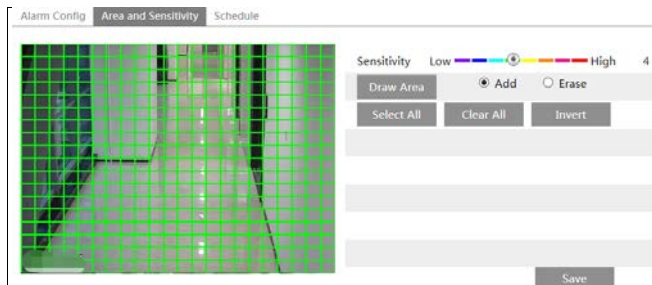 Alarm Config Area and Sensitivity Schedule
Sensitivity Low High 4
Draw Area Add Erase
Select All Clear All Invert
Save